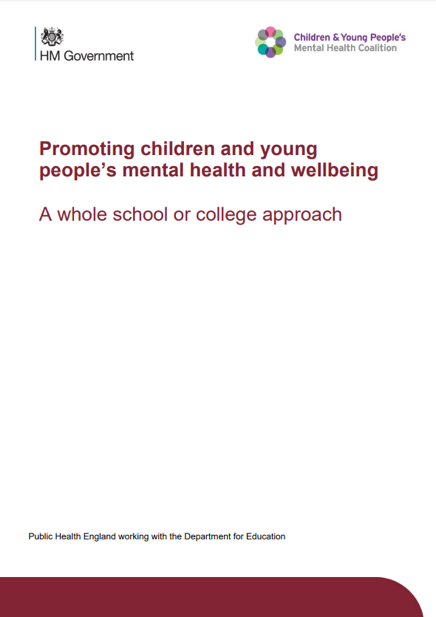 HM Government
Children & Young People's
Mental Health Coalition
Promoting children and young
people's mental health and wellbeing
A whole school or college approach
Public Health England working with the Department for Education